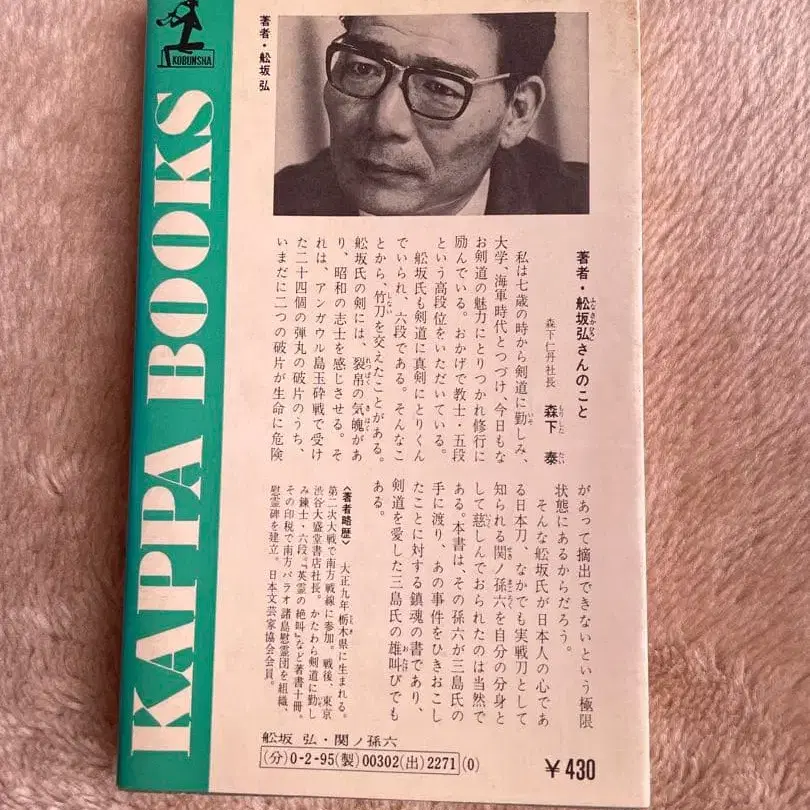 KOBUNSHA
KAPPA BOOKS
著者・舩坂 弘
著者・舩坂弘さんのこと
森下仁丹社長 森下 泰
私は七歳の時から剣道に勤しみ、
大学、海軍時代とつづけ、今日もな
お剣道の魅力にとりつかれ修行に
励んでいる。おかげで教士・五段
という高段位をいただいている。
舩坂氏も剣道に真剣にとりくん
でいられ、六段である。そんなこ
とから、竹刀を交えたことがある。
舩坂氏の剣には、裂帛の気魄があ
り、昭和の志士を感じさせる。そ
れは、アンガウル島玉砕戦で受け
た二十四個の弾丸の破片のうち、
いまだに二つの破片が生命に危険
があって摘出できないという極限
状態にあるからだろう。
そんな舩坂氏が日本人の心であ
る日本刀、なかでも実戦刀として
知られる関ノ孫六を自分の分身と
して慈しんでおられたのは当然で
ある。本書は、その孫六が三島氏の
手に渡り、あの事件をひきおこし
たことに対する鎮魂の書であり、
剣道を愛した三島氏の雄叫びでも
ある。
〈著者略歴〉 大正九年栃木県に生まれる。
第二次大戦で南方戦線に参加。戦後、東京
渋谷大盛堂書店社長。かたわら剣道に勤し
み錬士・六段。『英霊の絶叫』など著書十冊。
その印税で南方パラオ諸島慰霊団を組織、
慰霊碑を建立。日本文芸家協会会員。
舩坂 弘・関ノ孫六
(分)0-2-95(製)00302(出)2271(0)
¥430